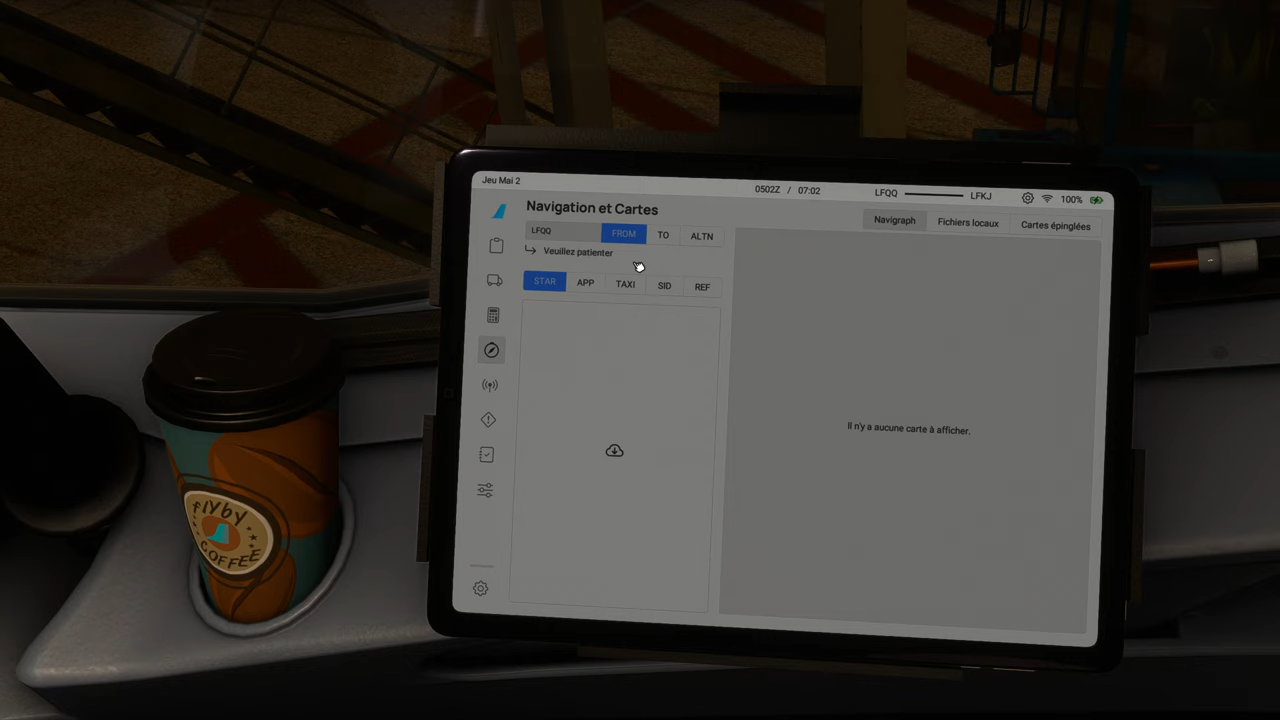 Jeu Mai 2
0502Z / 07:02
LFQQ LFKJ
100%
Navigation et Cartes
Navigraph
Fichiers locaux
Cartes épinglées
LFQQ
FROM
TO
ALTN
Veuillez patienter
STAR
APP
TAXI
SID
REF
Il n'y a aucune carte à afficher.
flyby
COFFEE